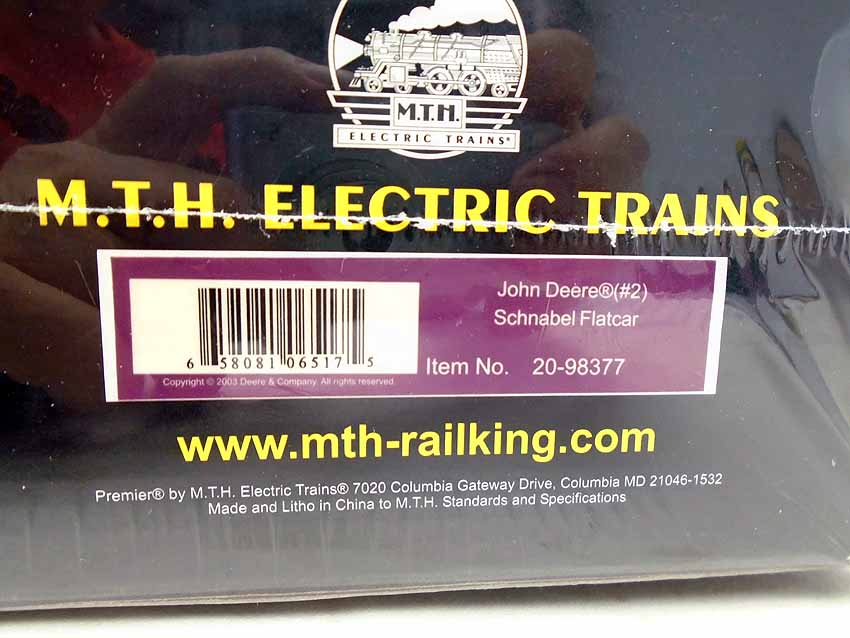 M.T.H.
ELECTRIC TRAINS®
M.T.H. ELECTRIC TRAINS
John Deere®(#2)
Schnabel Flatcar
6 58081 06517 5
Item No. 20-98377
Copyright © 2003 Deere & Company. All rights reserved.
www.mth-railking.com
Premier® by M.T.H. Electric Trains® 7020 Columbia Gateway Drive, Columbia MD 21046-1532
Made and Litho in China to M.T.H. Standards and Specifications